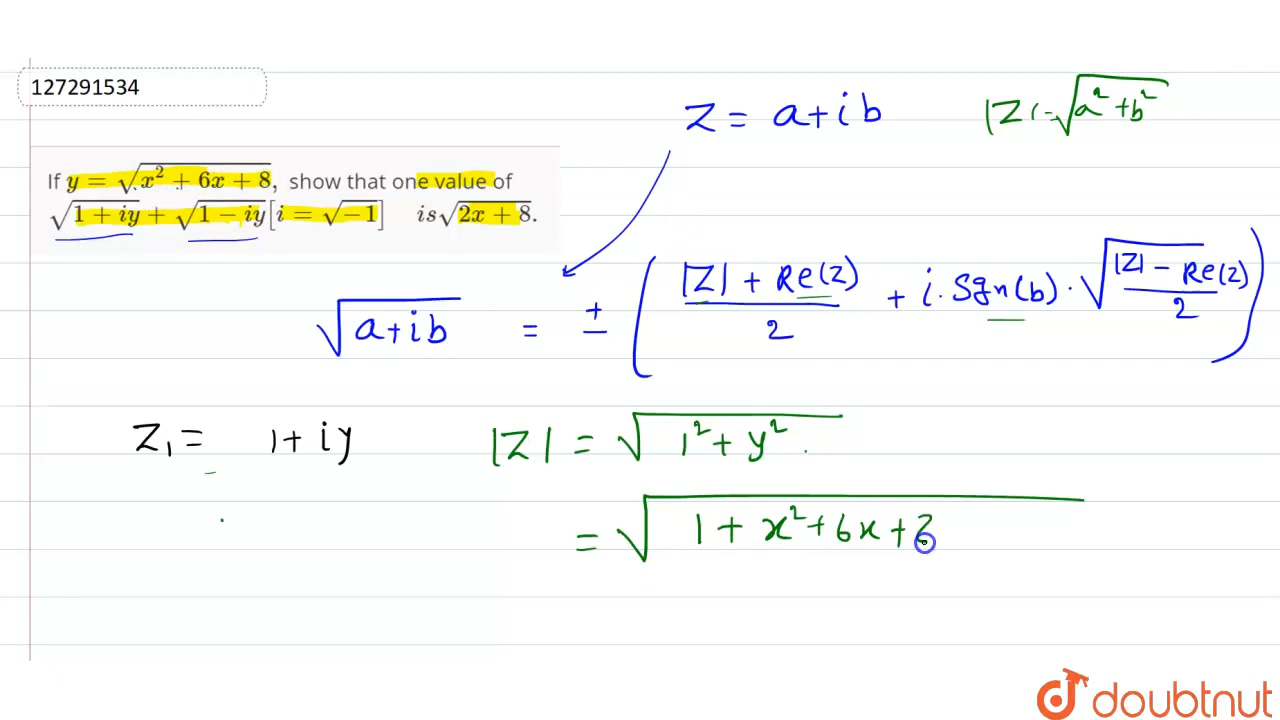 127291534
z = a+ib |Z| = √(a² + b²)
If y = √(x² + 6x + 8), show that one value of
√(1 + iy) + √(1 − iy) [i = √−1] is √(2x + 8).
√(a+ib) = ± ( (|Z| + Re(Z))/2 + i. Sgn(b) . √((|Z| − Re(Z))/2) )
Z₁ = 1 + iy |Z| = √(1² + y²) .
= √(1 + x² + 6x +
doubtnut